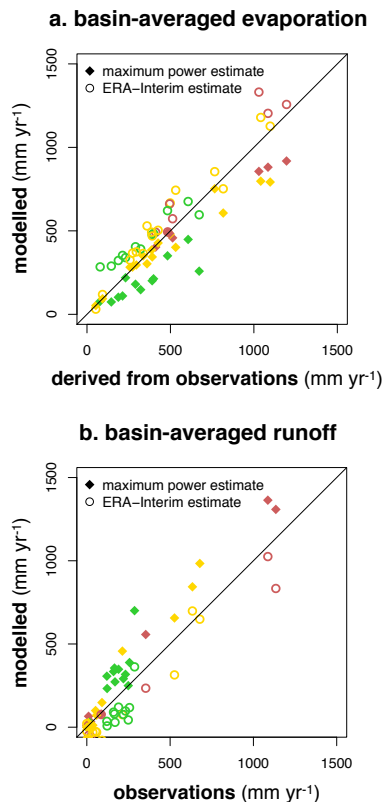 a. basin-averaged evaporation
◆ maximum power estimate
○ ERA−Interim estimate
1500
1000
500
0
modelled (mm yr-1)
0 500 1000 1500
derived from observations (mm yr-1)
b. basin-averaged runoff
◆ maximum power estimate
○ ERA−Interim estimate
1500
1000
500
0
modelled (mm yr-1)
0 500 1000 1500
observations (mm yr-1)